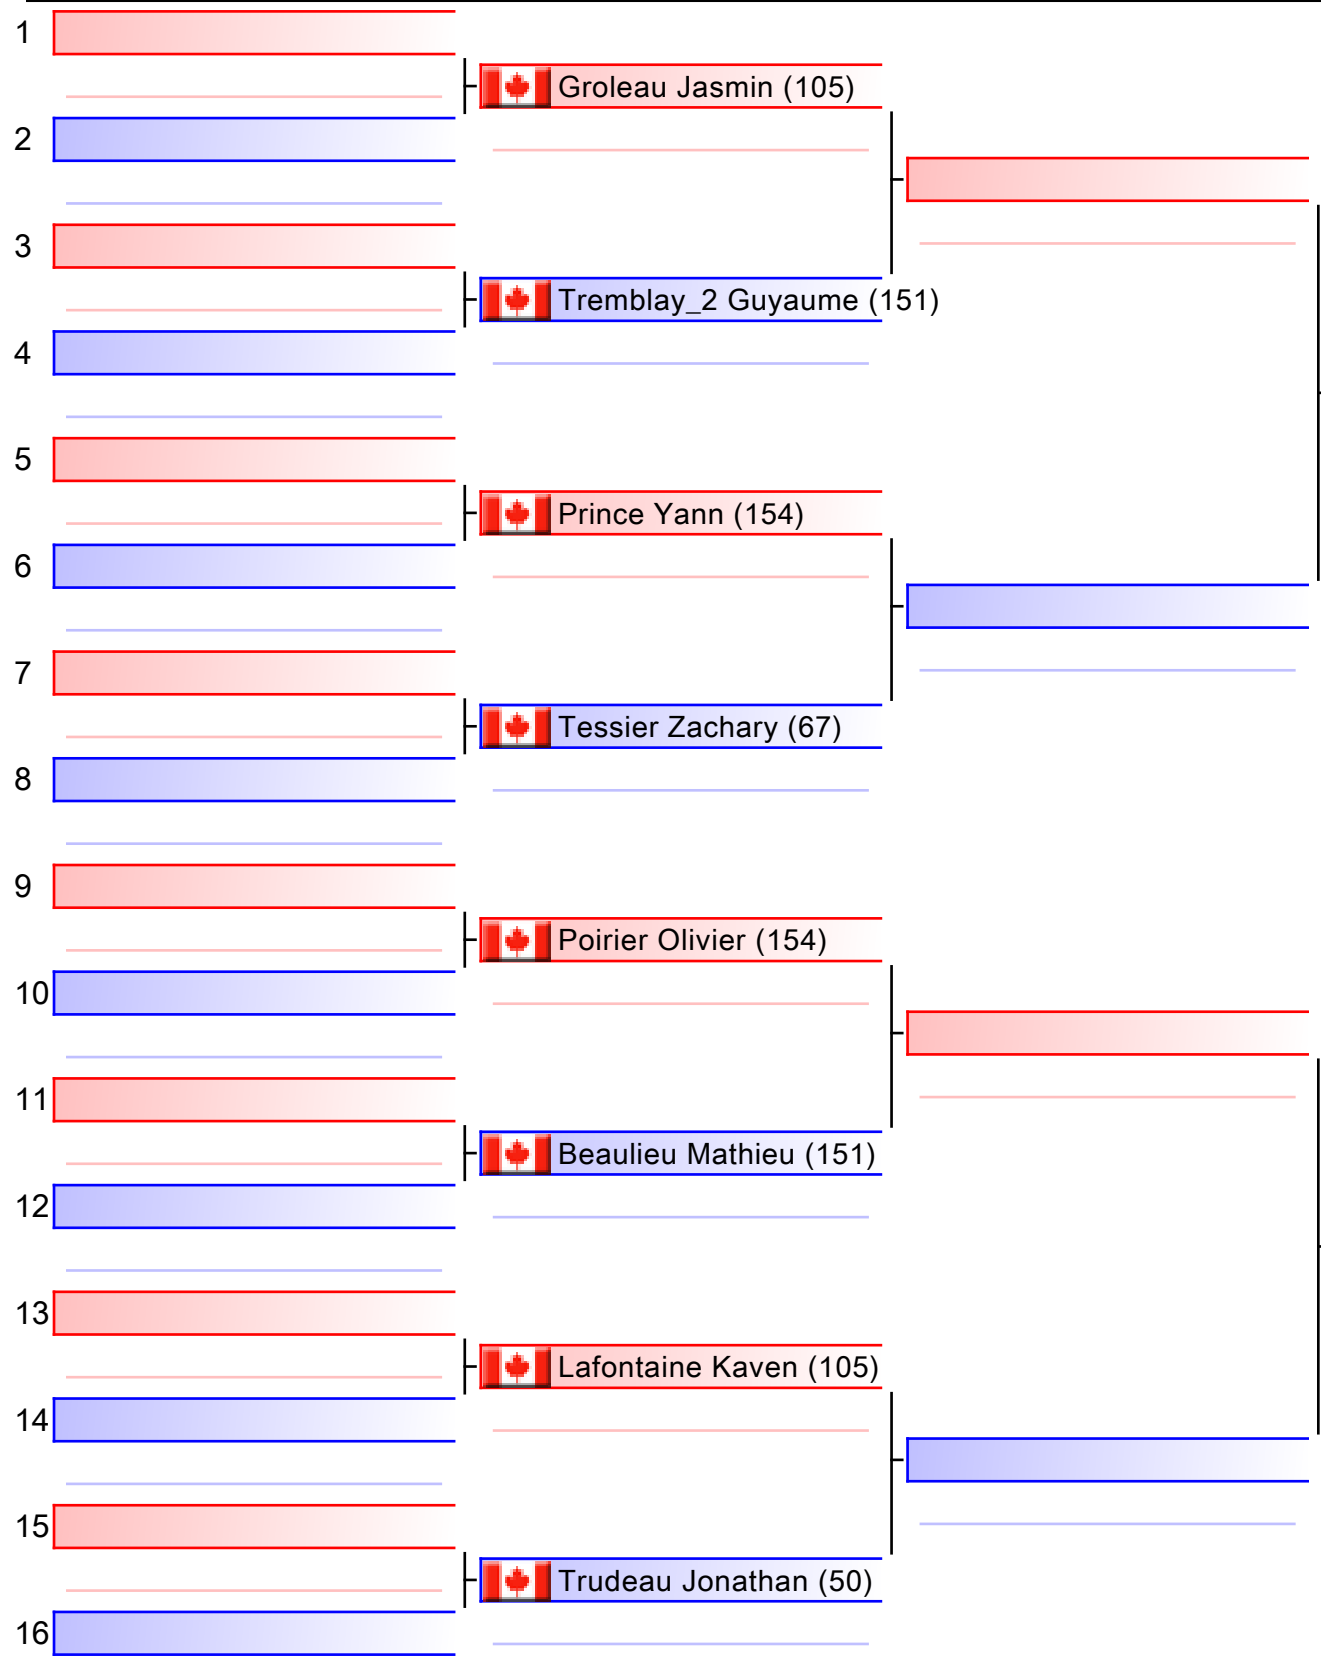 1
Groleau Jasmin (105)
2
3
Tremblay_2 Guyaume (151)
4
5
Prince Yann (154)
6
7
Tessier Zachary (67)
8
9
Poirier Olivier (154)
10
11
Beaulieu Mathieu (151)
12
13
Lafontaine Kaven (105)
14
15
Trudeau Jonathan (50)
16